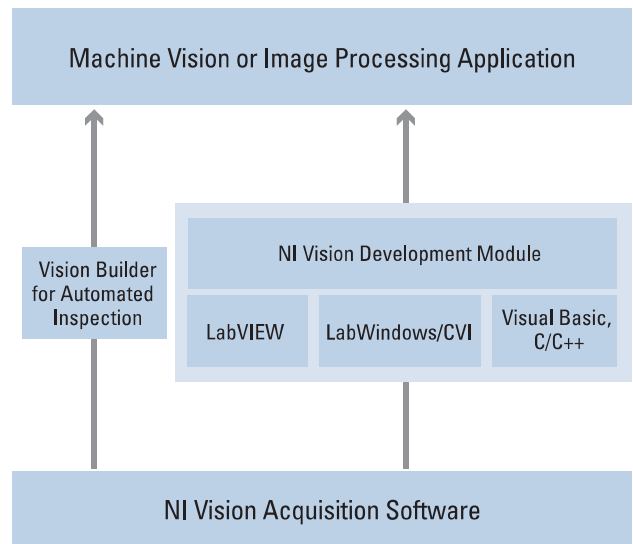 Machine Vision or Image Processing Application
Vision Builder
for Automated
Inspection
NI Vision Development Module
LabVIEW
LabWindows/CVI
Visual Basic,
C/C++
NI Vision Acquisition Software